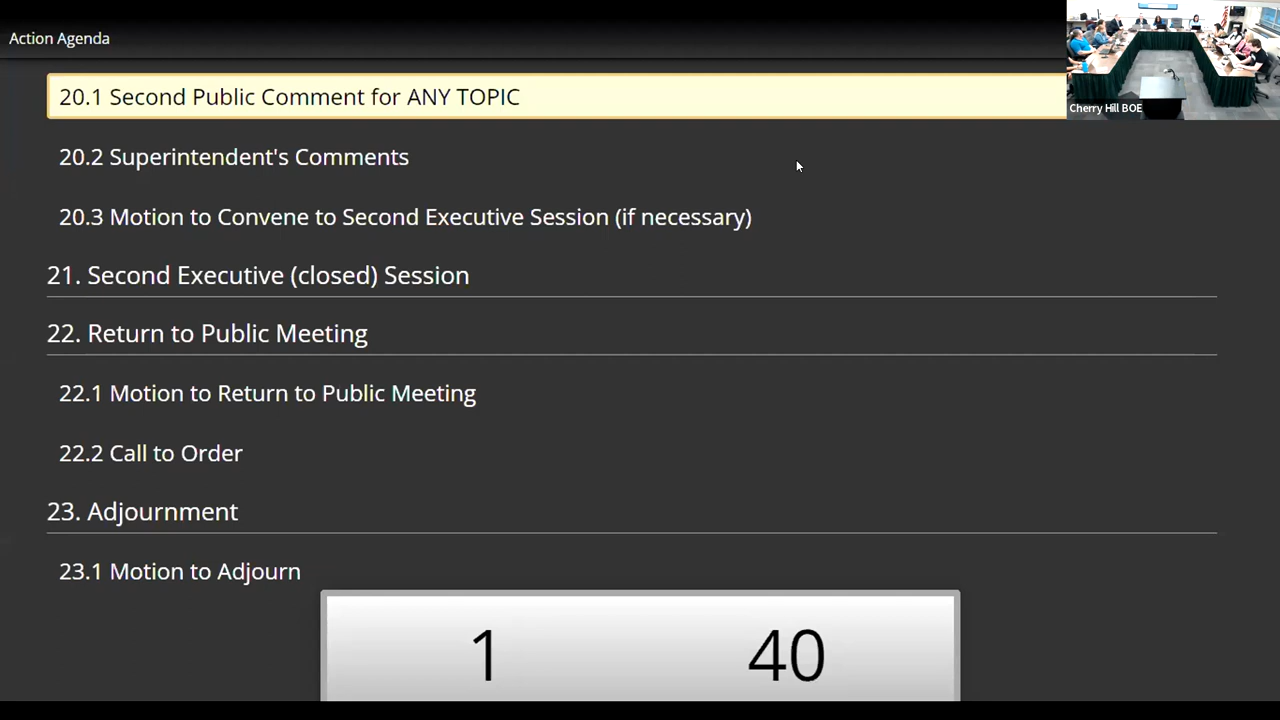 Action Agenda
Cherry Hill BOE
20.1 Second Public Comment for ANY TOPIC
20.2 Superintendent's Comments
20.3 Motion to Convene to Second Executive Session (if necessary)
21. Second Executive (closed) Session
22. Return to Public Meeting
22.1 Motion to Return to Public Meeting
22.2 Call to Order
23. Adjournment
23.1 Motion to Adjourn
1 40